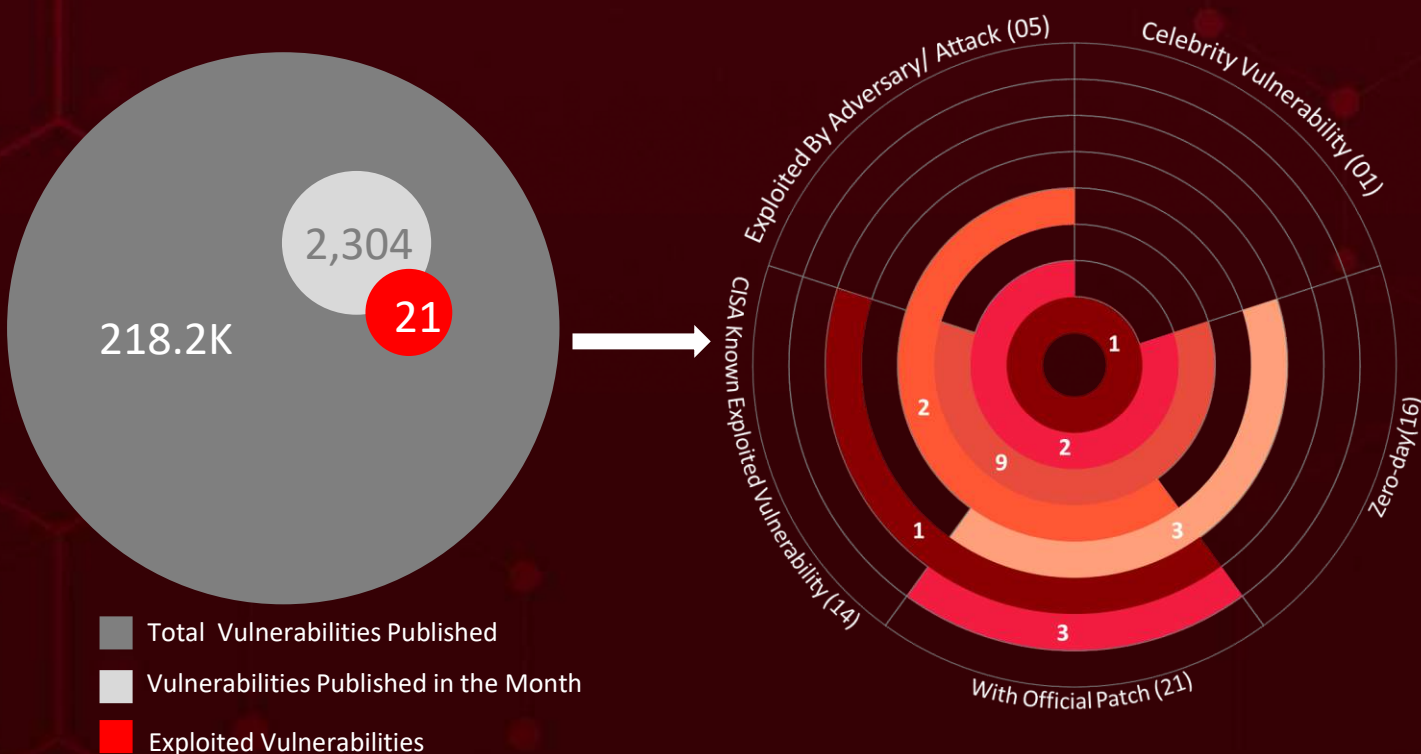 218.2K
2,304
21
Total Vulnerabilities Published
Vulnerabilities Published in the Month
Exploited Vulnerabilities
Exploited By Adversary/ Attack (05)
Celebrity Vulnerability (01)
Zero-day(16)
With Official Patch (21)
CISA Known Exploited Vulnerability (14)
1
2
2
9
3
1
3